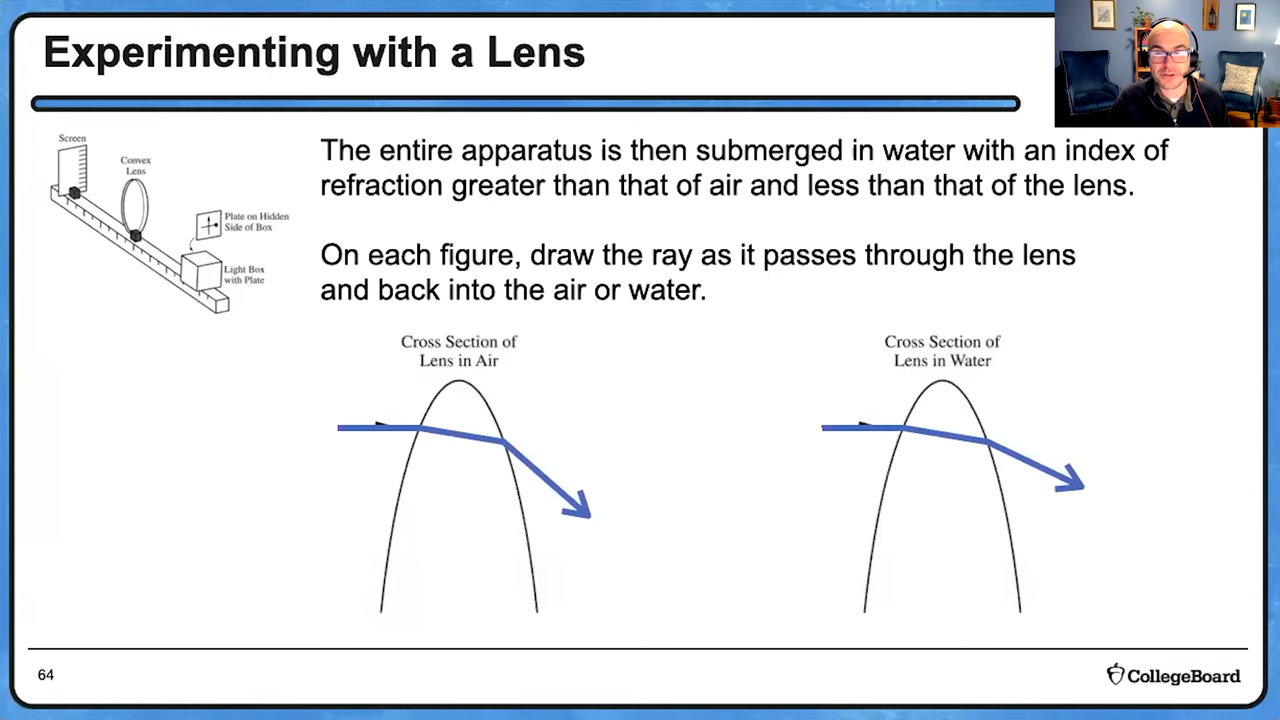 Experimenting with a Lens
Screen
Convex
Lens
Plate on Hidden
Side of Box
Light Box
with Plate
The entire apparatus is then submerged in water with an index of
refraction greater than that of air and less than that of the lens.
On each figure, draw the ray as it passes through the lens
and back into the air or water.
Cross Section of
Lens in Air
Cross Section of
Lens in Water
64
CollegeBoard